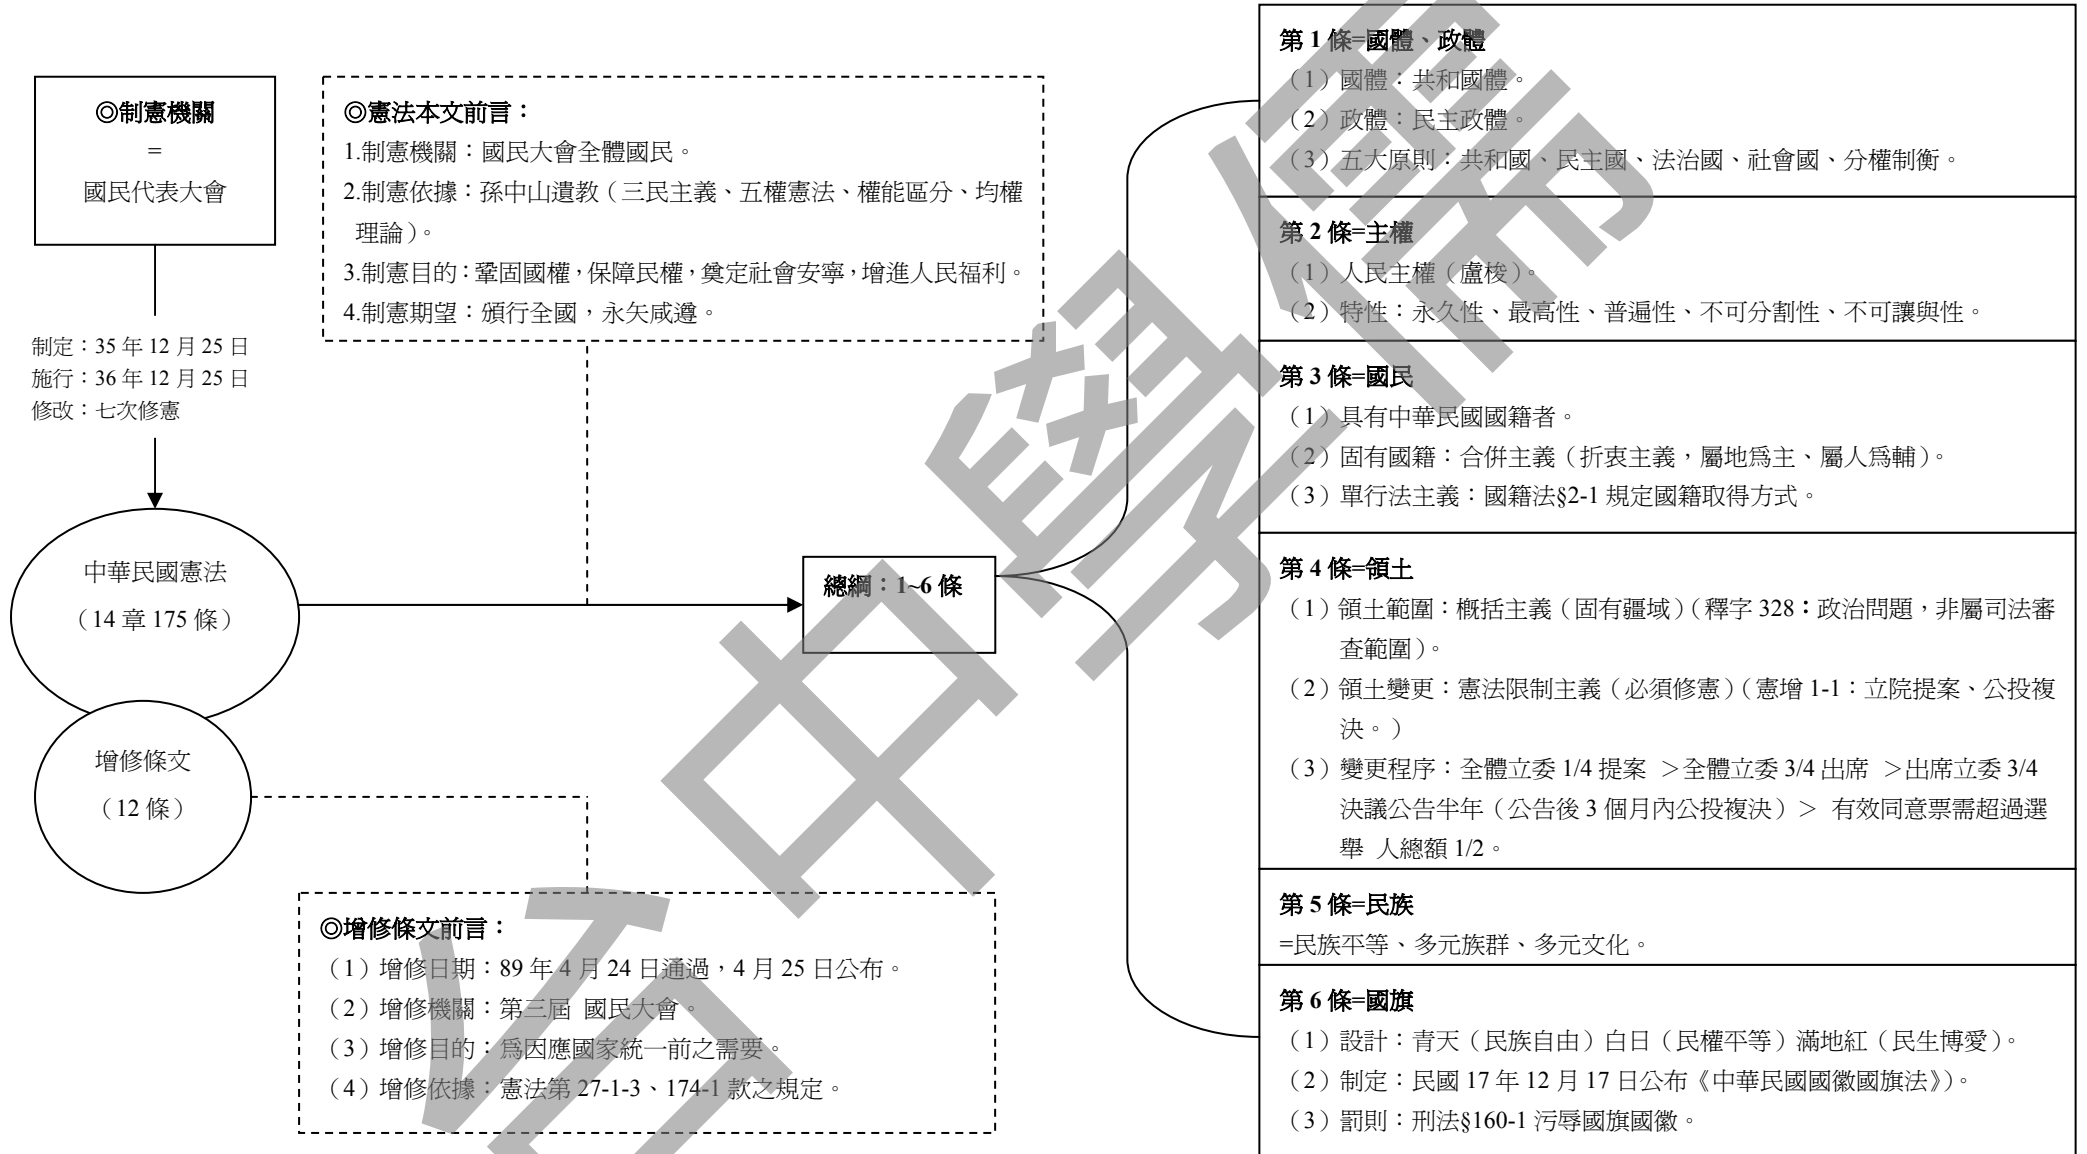 ◎制憲機關
=
國民代表大會
制定：35 年 12 月 25 日
施行：36 年 12 月 25 日
修改：七次修憲
中華民國憲法
（14 章 175 條）
增修條文
（12 條）
◎憲法本文前言：
1.制憲機關：國民大會全體國民。
2.制憲依據：孫中山遺教（三民主義、五權憲法、權能區分、均權
理論）。
3.制憲目的：鞏固國權，保障民權，奠定社會安寧，增進人民福利。
4.制憲期望：頒行全國，永矢咸遵。
◎增修條文前言：
（1）增修日期：89 年 4 月 24 日通過，4 月 25 日公布。
（2）增修機關：第三屆 國民大會。
（3）增修目的：為因應國家統一前之需要。
（4）增修依據：憲法第 27-1-3、174-1 款之規定。
總綱：1~6 條
第 1 條=國體、政體
（1）國體：共和國體。
（2）政體：民主政體。
（3）五大原則：共和國、民主國、法治國、社會國、分權制衡。
第 2 條=主權
（1）人民主權（盧梭）。
（2）特性：永久性、最高性、普遍性、不可分割性、不可讓與性。
第 3 條=國民
（1）具有中華民國國籍者。
（2）固有國籍：合併主義（折衷主義，屬地為主、屬人為輔）。
（3）單行法主義：國籍法§2-1 規定國籍取得方式。
第 4 條=領土
（1）領土範圍：概括主義（固有疆域）（釋字 328：政治問題，非屬司法審
查範圍）。
（2）領土變更：憲法限制主義（必須修憲）（憲增 1-1：立院提案、公投複
決。）
（3）變更程序：全體立委 1/4 提案 ＞全體立委 3/4 出席 ＞出席立委 3/4
決議公告半年（公告後 3 個月內公投複決）＞ 有效同意票需超過選
舉 人總額 1/2。
第 5 條=民族
=民族平等、多元族群、多元文化。
第 6 條=國旗
（1）設計：青天（民族自由）白日（民權平等）滿地紅（民生博愛）。
（2）制定：民國 17 年 12 月 17 日公布《中華民國國徽國旗法》）。
（3）罰則：刑法§160-1 污辱國旗國徽。
台中學儒